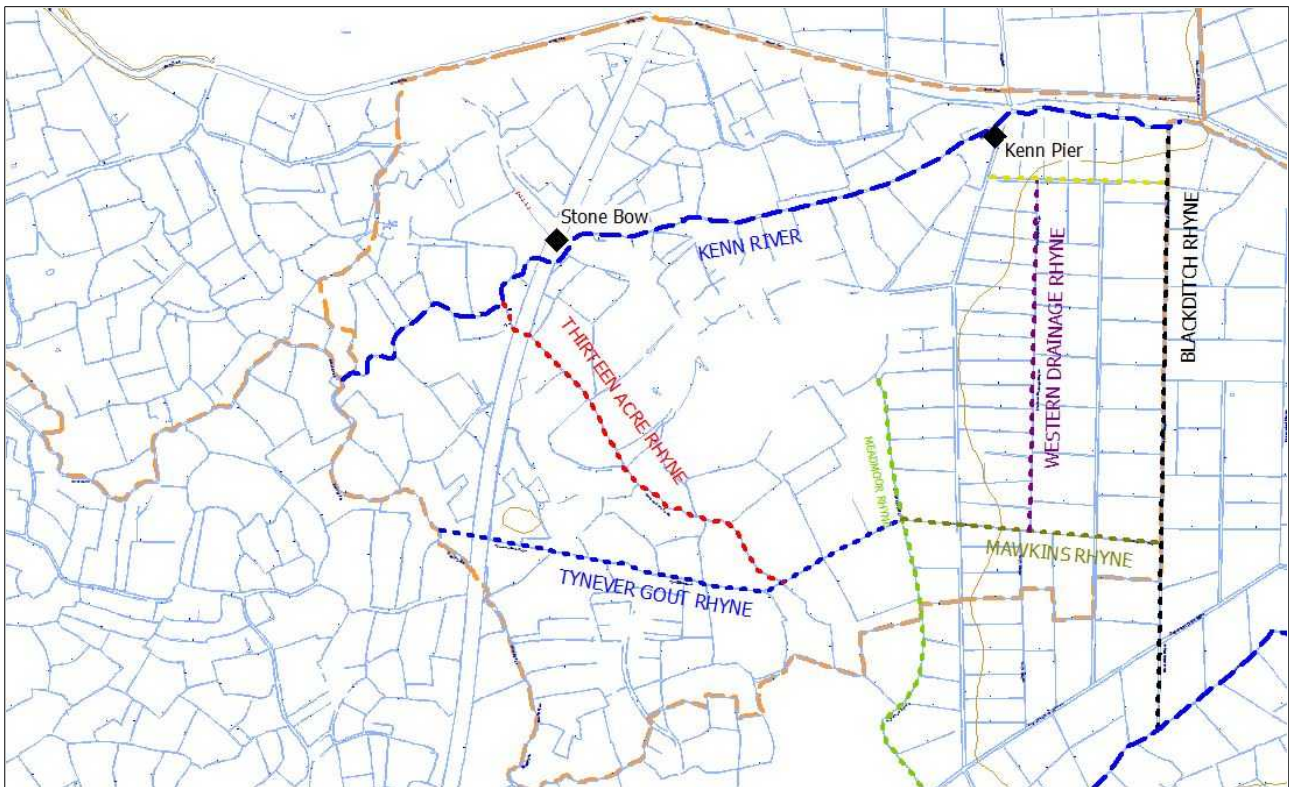 Kenn Pier
Stone Bow
KENN RIVER
BLACKDITCH RHYNE
WESTERN DRAINAGE RHYNE
THIRTEEN ACRE RHYNE
MEADMOOR RHYNE
MAWKINS RHYNE
TYNEVER GOUT RHYNE